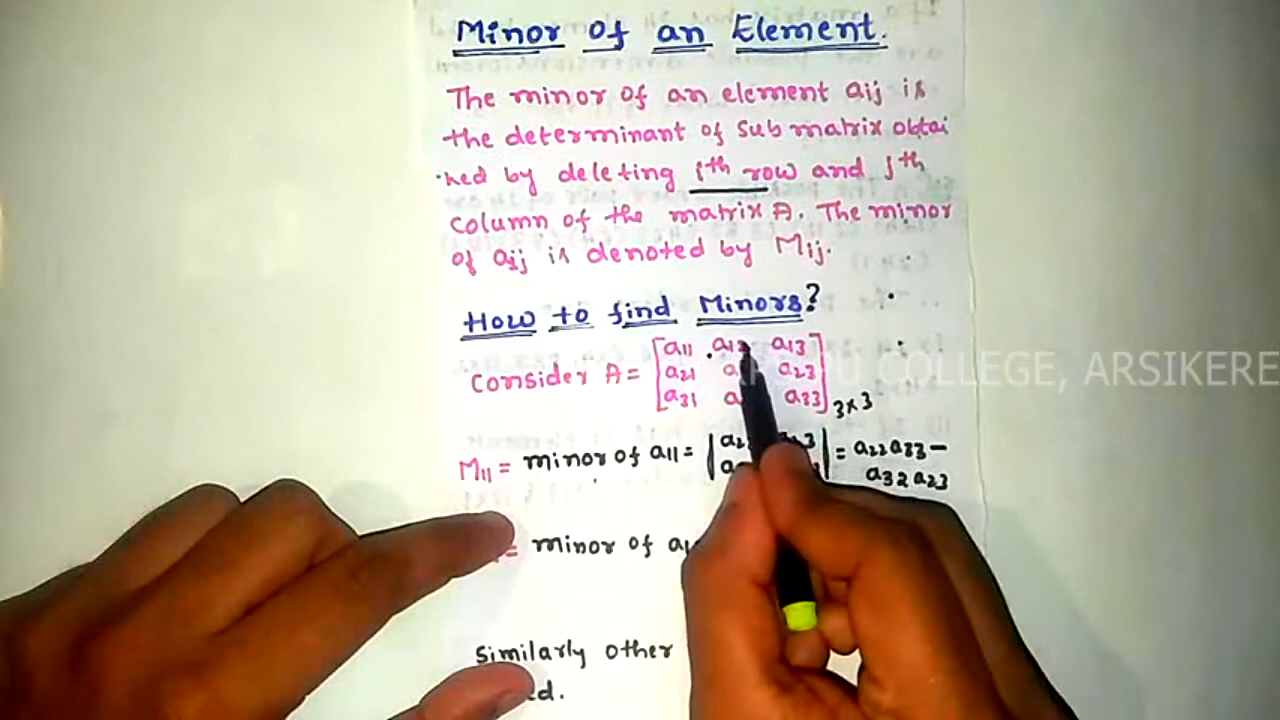 Minor of an Element.
The minor of an element aij is
the determinant of sub matrix obtai
-ned by deleting ith row and jth
column of the matrix A. The minor
of aij is denoted by Mij.
How to find Minors?
Consider A = [a11 a12 a13
a21 a23
a31 a33] 3x3
M11 = minor of a11 = | = a22a33 -
a32a23
= minor of
Similarly other
COLLEGE, ARSIKERE